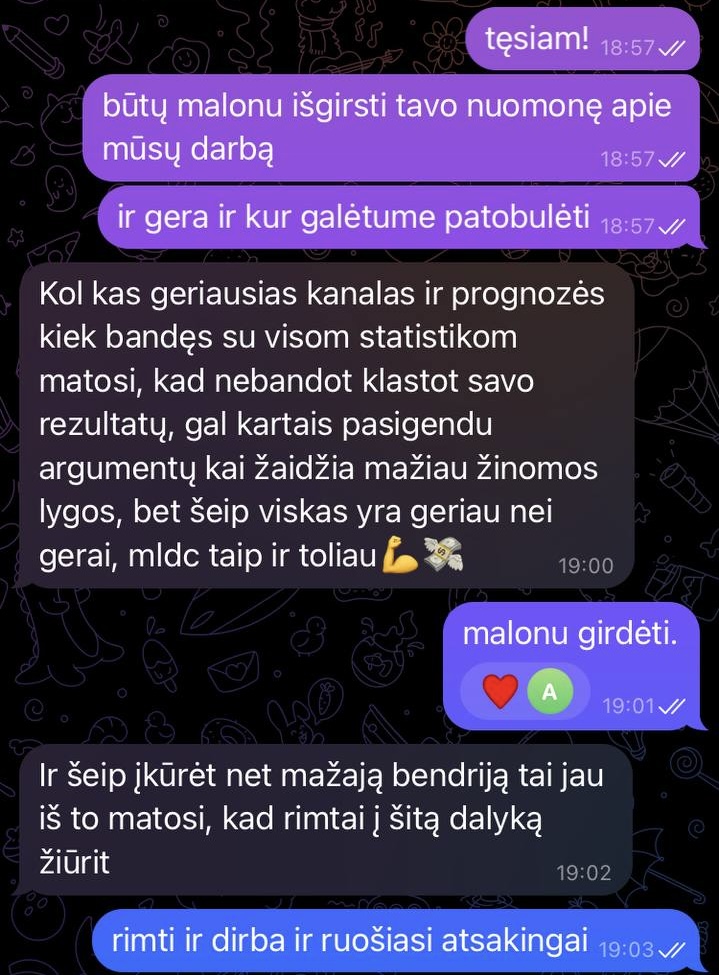 tęsiam! 18:57
būtų malonu išgirsti tavo nuomonę apie
mūsų darbą 18:57
ir gera ir kur galėtume patobulėti 18:57
Kol kas geriausias kanalas ir prognozės
kiek bandęs su visom statistikom
matosi, kad nebandot klastot savo
rezultatų, gal kartais pasigendu
argumentų kai žaidžia mažiau žinomos
lygos, bet šeip viskas yra geriau nei
gerai, mldc taip ir toliau💪💸 19:00
malonu girdėti.
❤️ A 19:01
Ir šeip įkūrėt net mažają bendriją tai jau
iš to matosi, kad rimtai į šitą dalyką
žiūrit 19:02
rimti ir dirba ir ruošiasi atsakingai 19:03